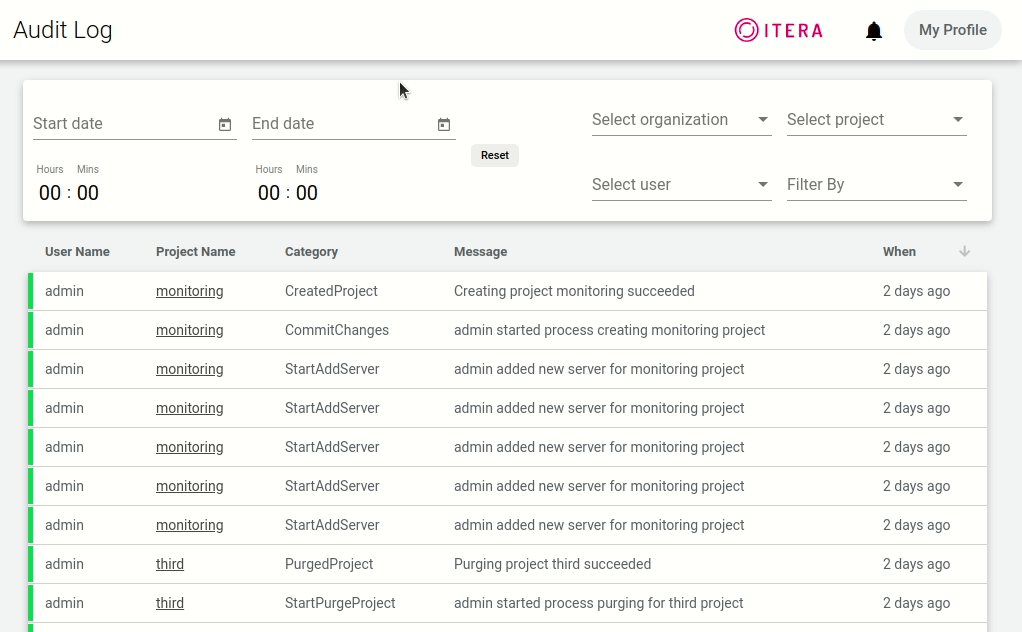 Audit Log
ITERA
My Profile
Start date
End date
Select organization
Select project
Reset
Hours Mins
00 : 00
Hours Mins
00 : 00
Select user
Filter By
User Name Project Name Category Message When
admin monitoring CreatedProject Creating project monitoring succeeded 2 days ago
admin monitoring CommitChanges admin started process creating monitoring project 2 days ago
admin monitoring StartAddServer admin added new server for monitoring project 2 days ago
admin monitoring StartAddServer admin added new server for monitoring project 2 days ago
admin monitoring StartAddServer admin added new server for monitoring project 2 days ago
admin monitoring StartAddServer admin added new server for monitoring project 2 days ago
admin monitoring StartAddServer admin added new server for monitoring project 2 days ago
admin third PurgedProject Purging project third succeeded 2 days ago
admin third StartPurgeProject admin started process purging for third project 2 days ago